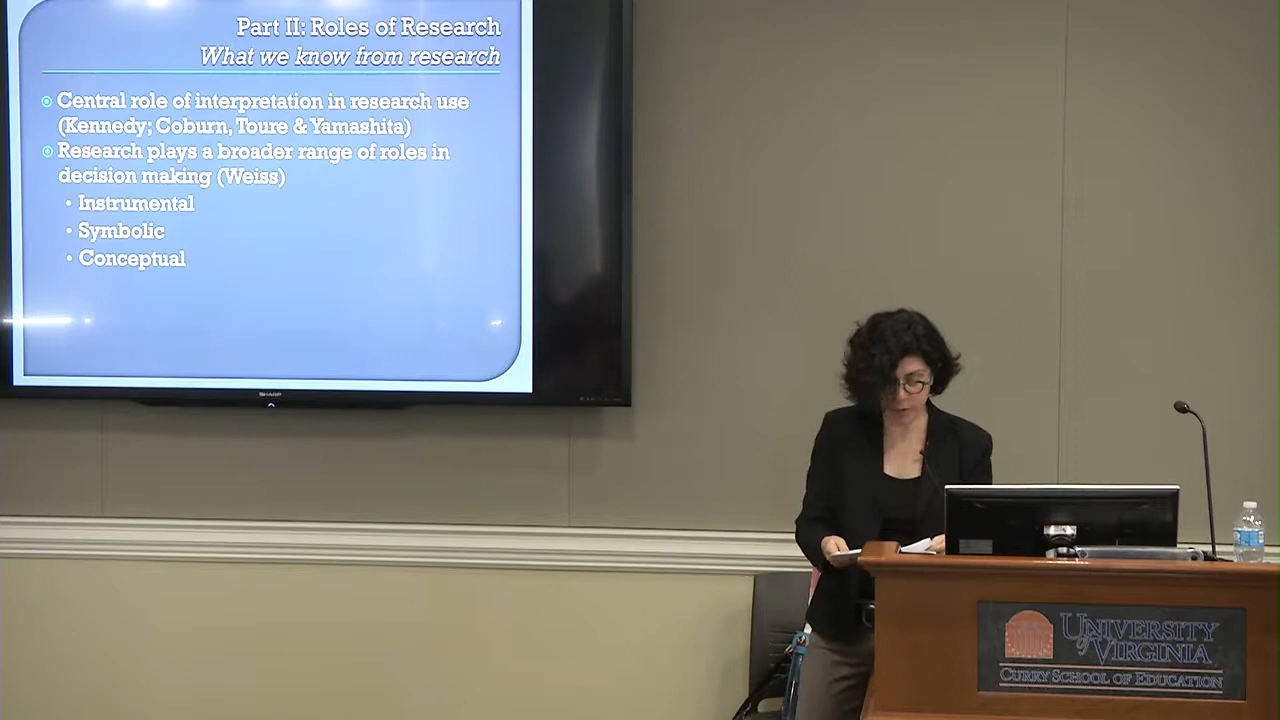 Part II: Roles of Research
What we know from research
Central role of interpretation in research use
(Kennedy; Coburn, Toure & Yamashita)
Research plays a broader range of roles in
decision making (Weiss)
• Instrumental
• Symbolic
• Conceptual
SHARP
UNIVERSITY
of VIRGINIA
CURRY SCHOOL OF EDUCATION